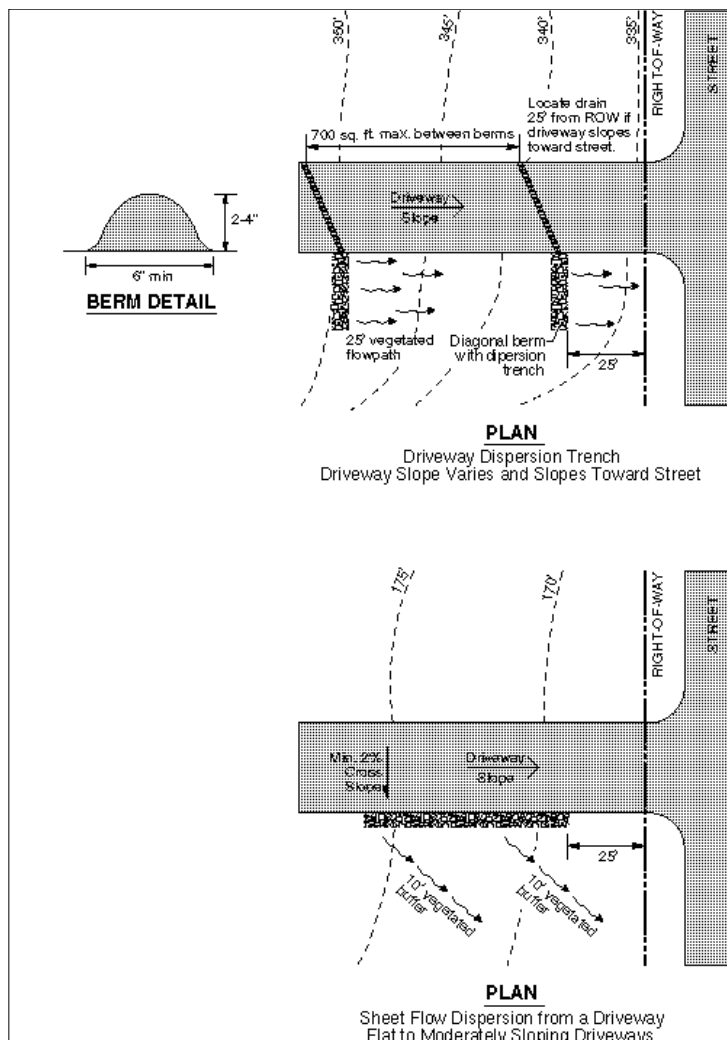 350'
345'
340'
335'
RIGHT-OF-WAY
STREET
Locate drain
25' from ROW if
driveway slopes
toward street.
700 sq. ft. max. between berms
Driveway
Slope
2-4"
6" min
BERM DETAIL
25' vegetated
flowpath
Diagonal berm
with dipersion
trench
25'
PLAN
Driveway Dispersion Trench
Driveway Slope Varies and Slopes Toward Street
175'
170'
RIGHT-OF-WAY
STREET
Min. 2%
Cross
Slope
Driveway
Slope
25'
10' vegetated
buffer
10' vegetated
buffer
PLAN
Sheet Flow Dispersion from a Driveway
Flat to Moderately Sloping Driveways